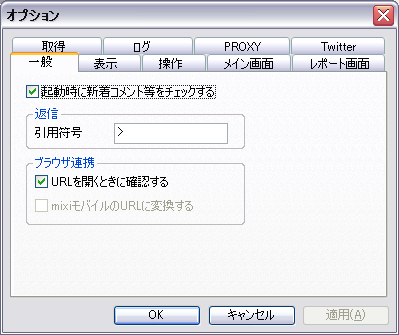 オプション
取得 ログ PROXY Twitter
一般 表示 操作 メイン画面 レポート画面
起動時に新着コメント等をチェックする
返信
引用符号 >
ブラウザ連携
URLを開くときに確認する
mixiモバイルのURLに変換する
OK キャンセル 適用(A)